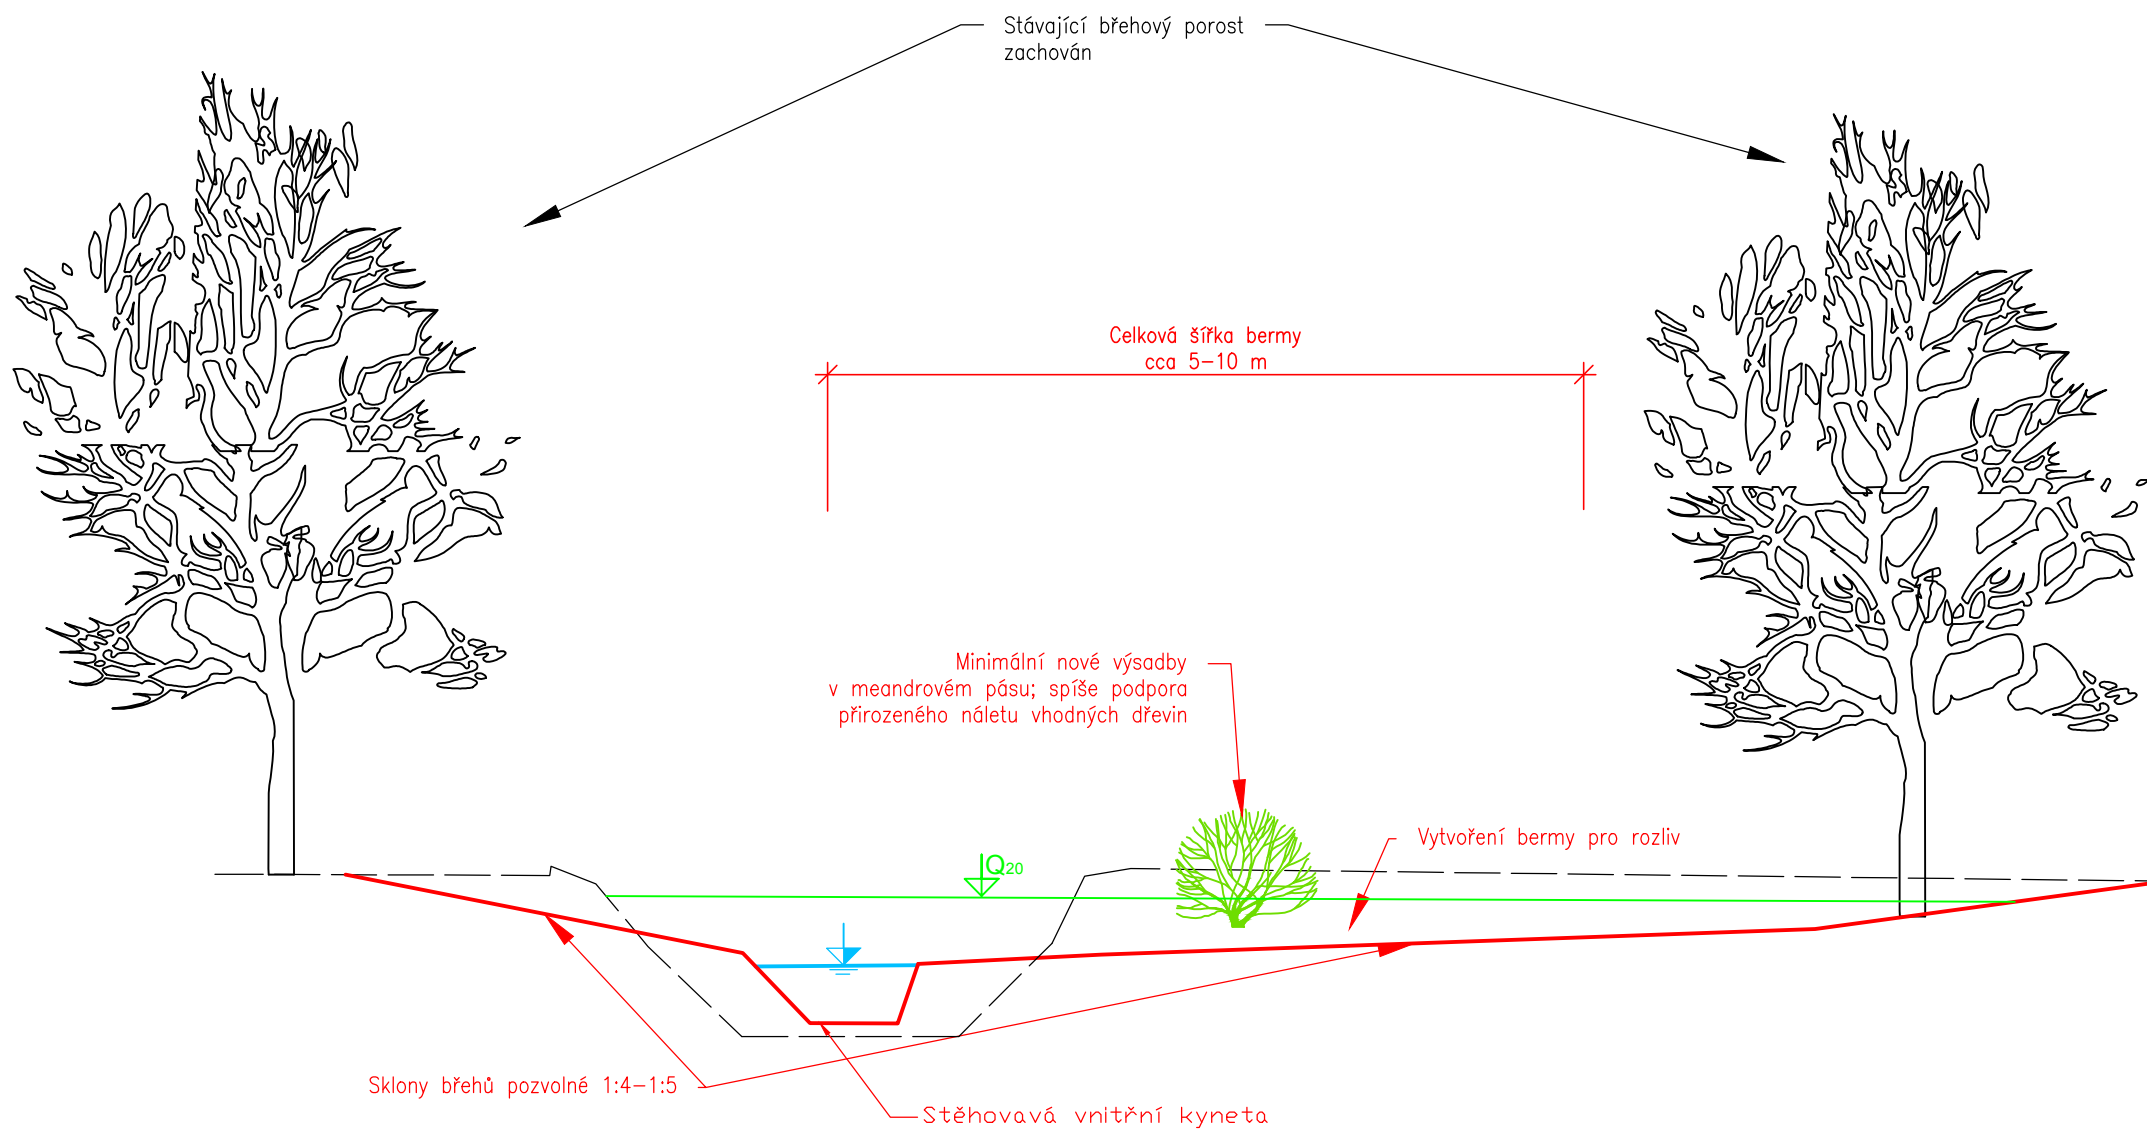 Stávající břehový porost
zachován
Celková šířka bermy
cca 5-10 m
Minimální nové výsadby
v meandrovém pásu; spíše podpora
přirozeného náletu vhodných dřevin
Vytvoření bermy pro rozliv
Q20
Sklony břehů pozvolné 1:4-1:5
Stěhovavá vnitřní kyneta